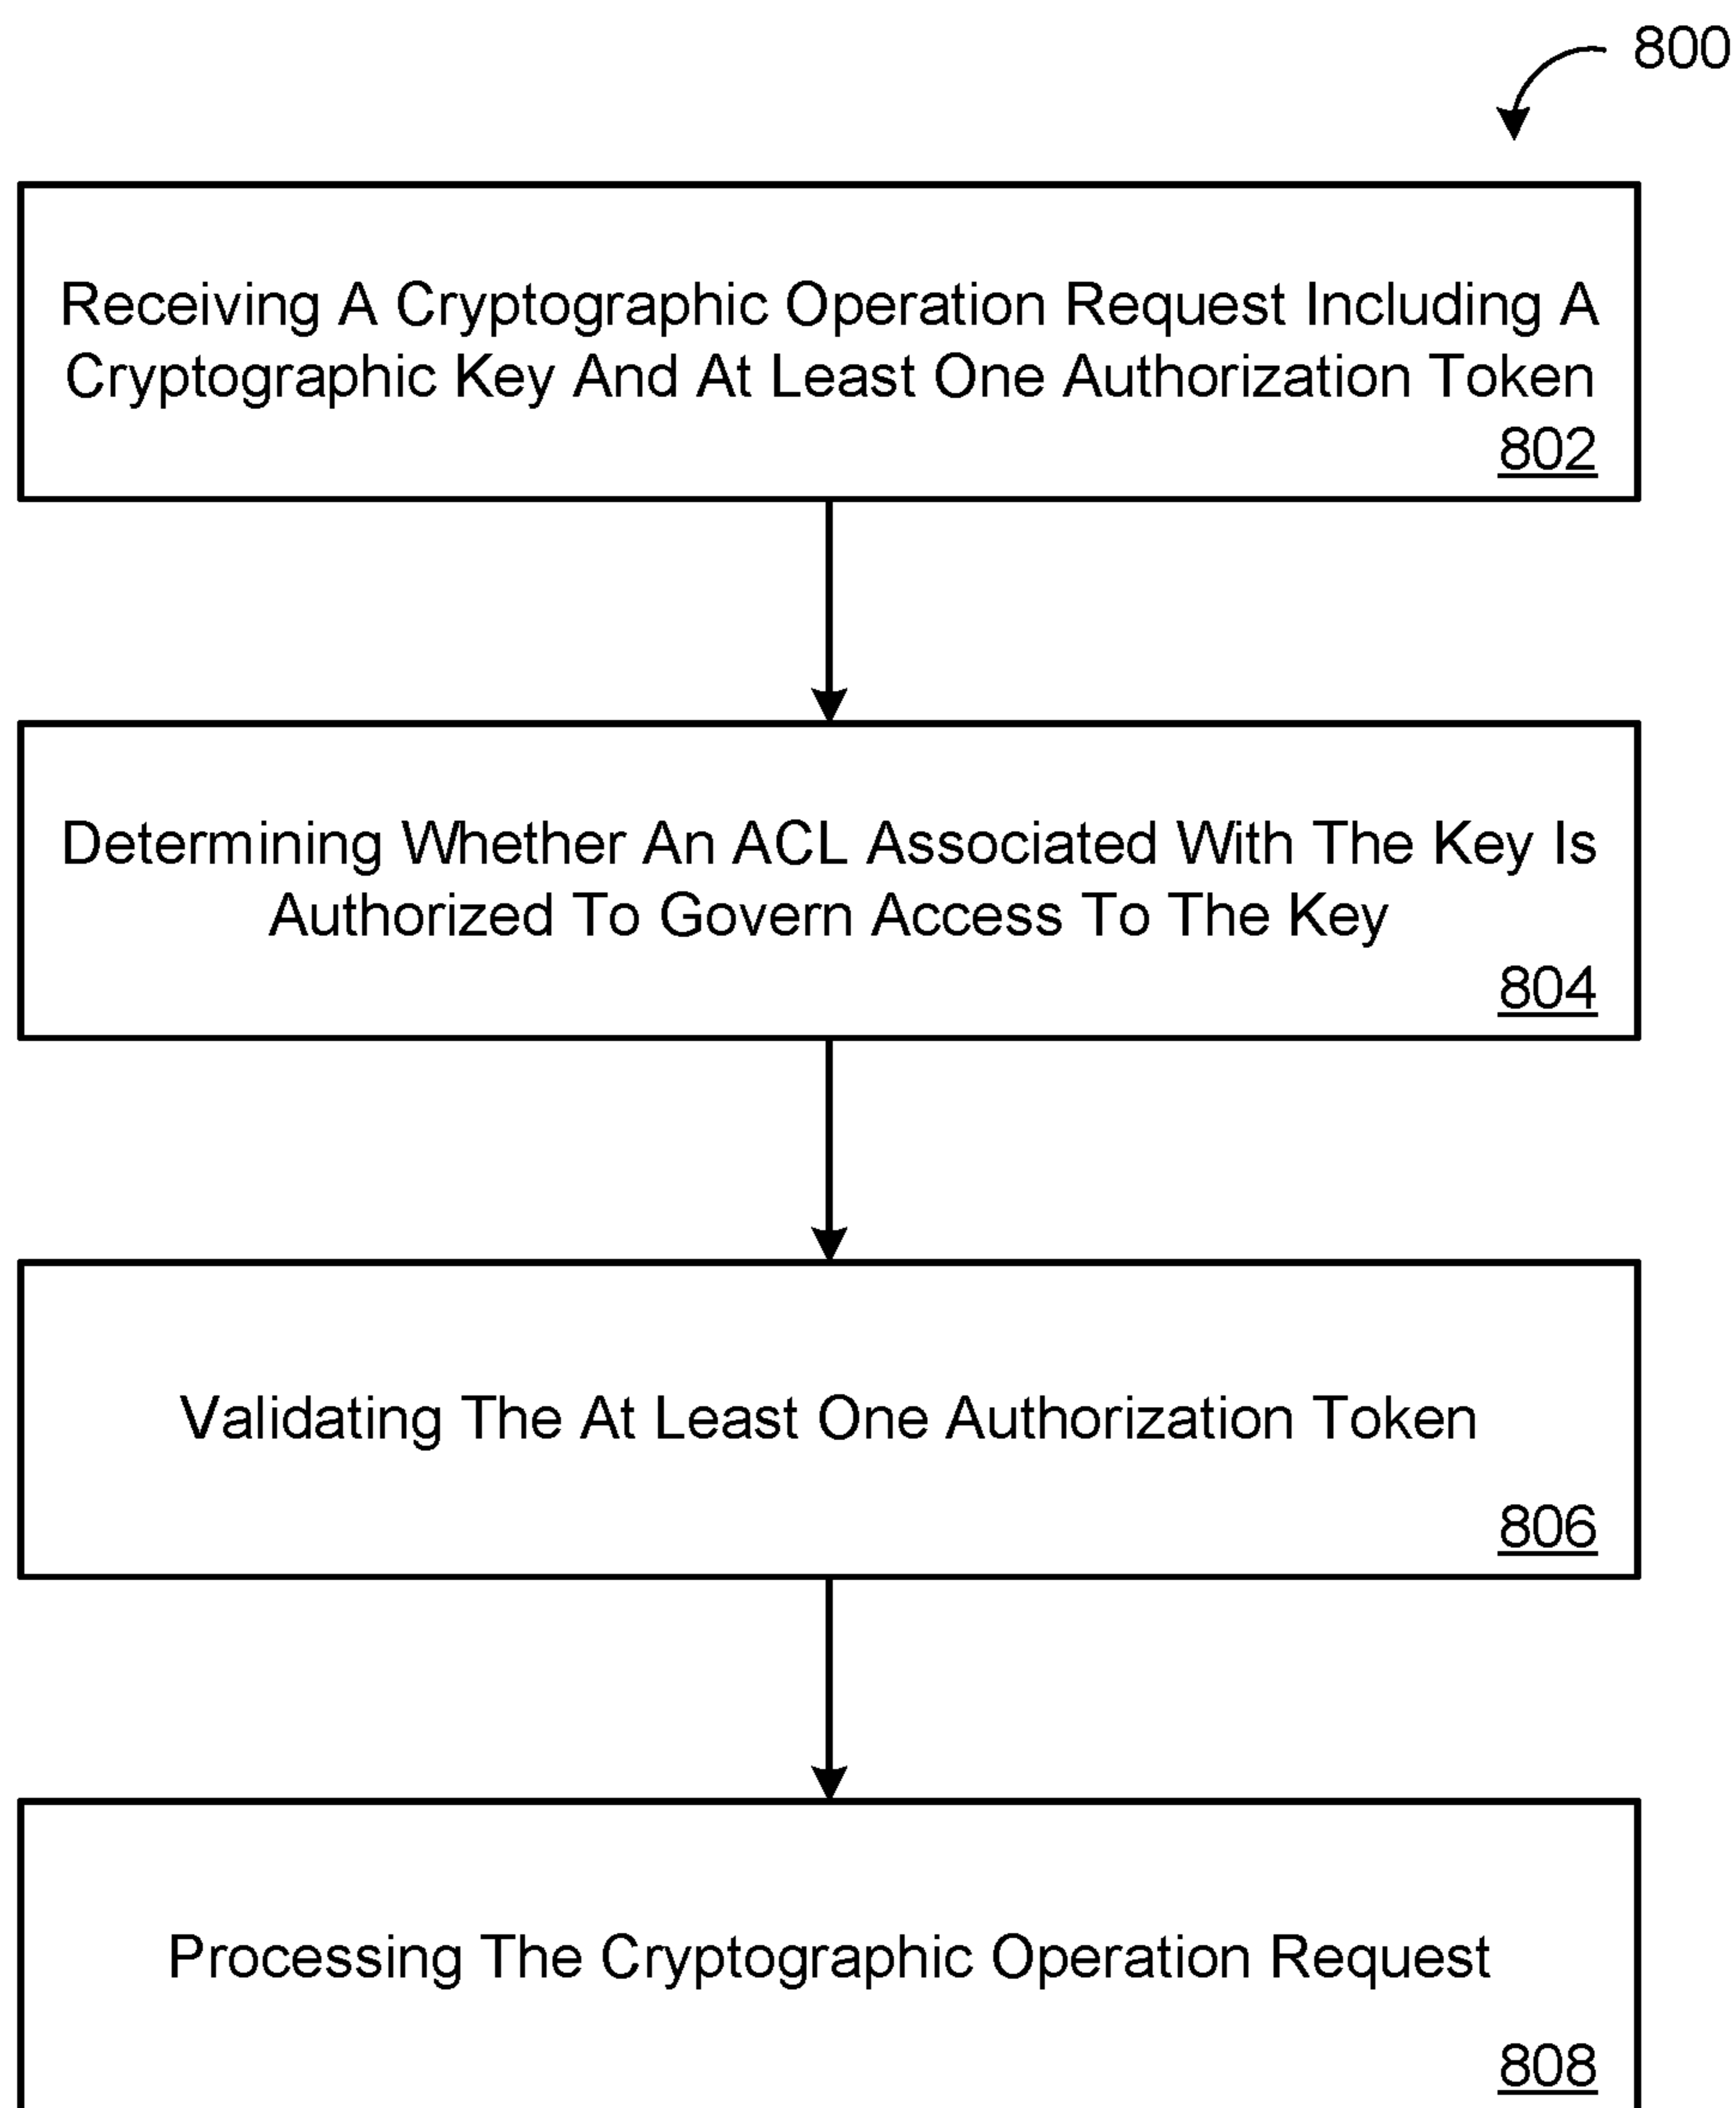 800
Receiving A Cryptographic Operation Request Including A
Cryptographic Key And At Least One Authorization Token
802
Determining Whether An ACL Associated With The Key Is
Authorized To Govern Access To The Key
804
Validating The At Least One Authorization Token
806
Processing The Cryptographic Operation Request
808